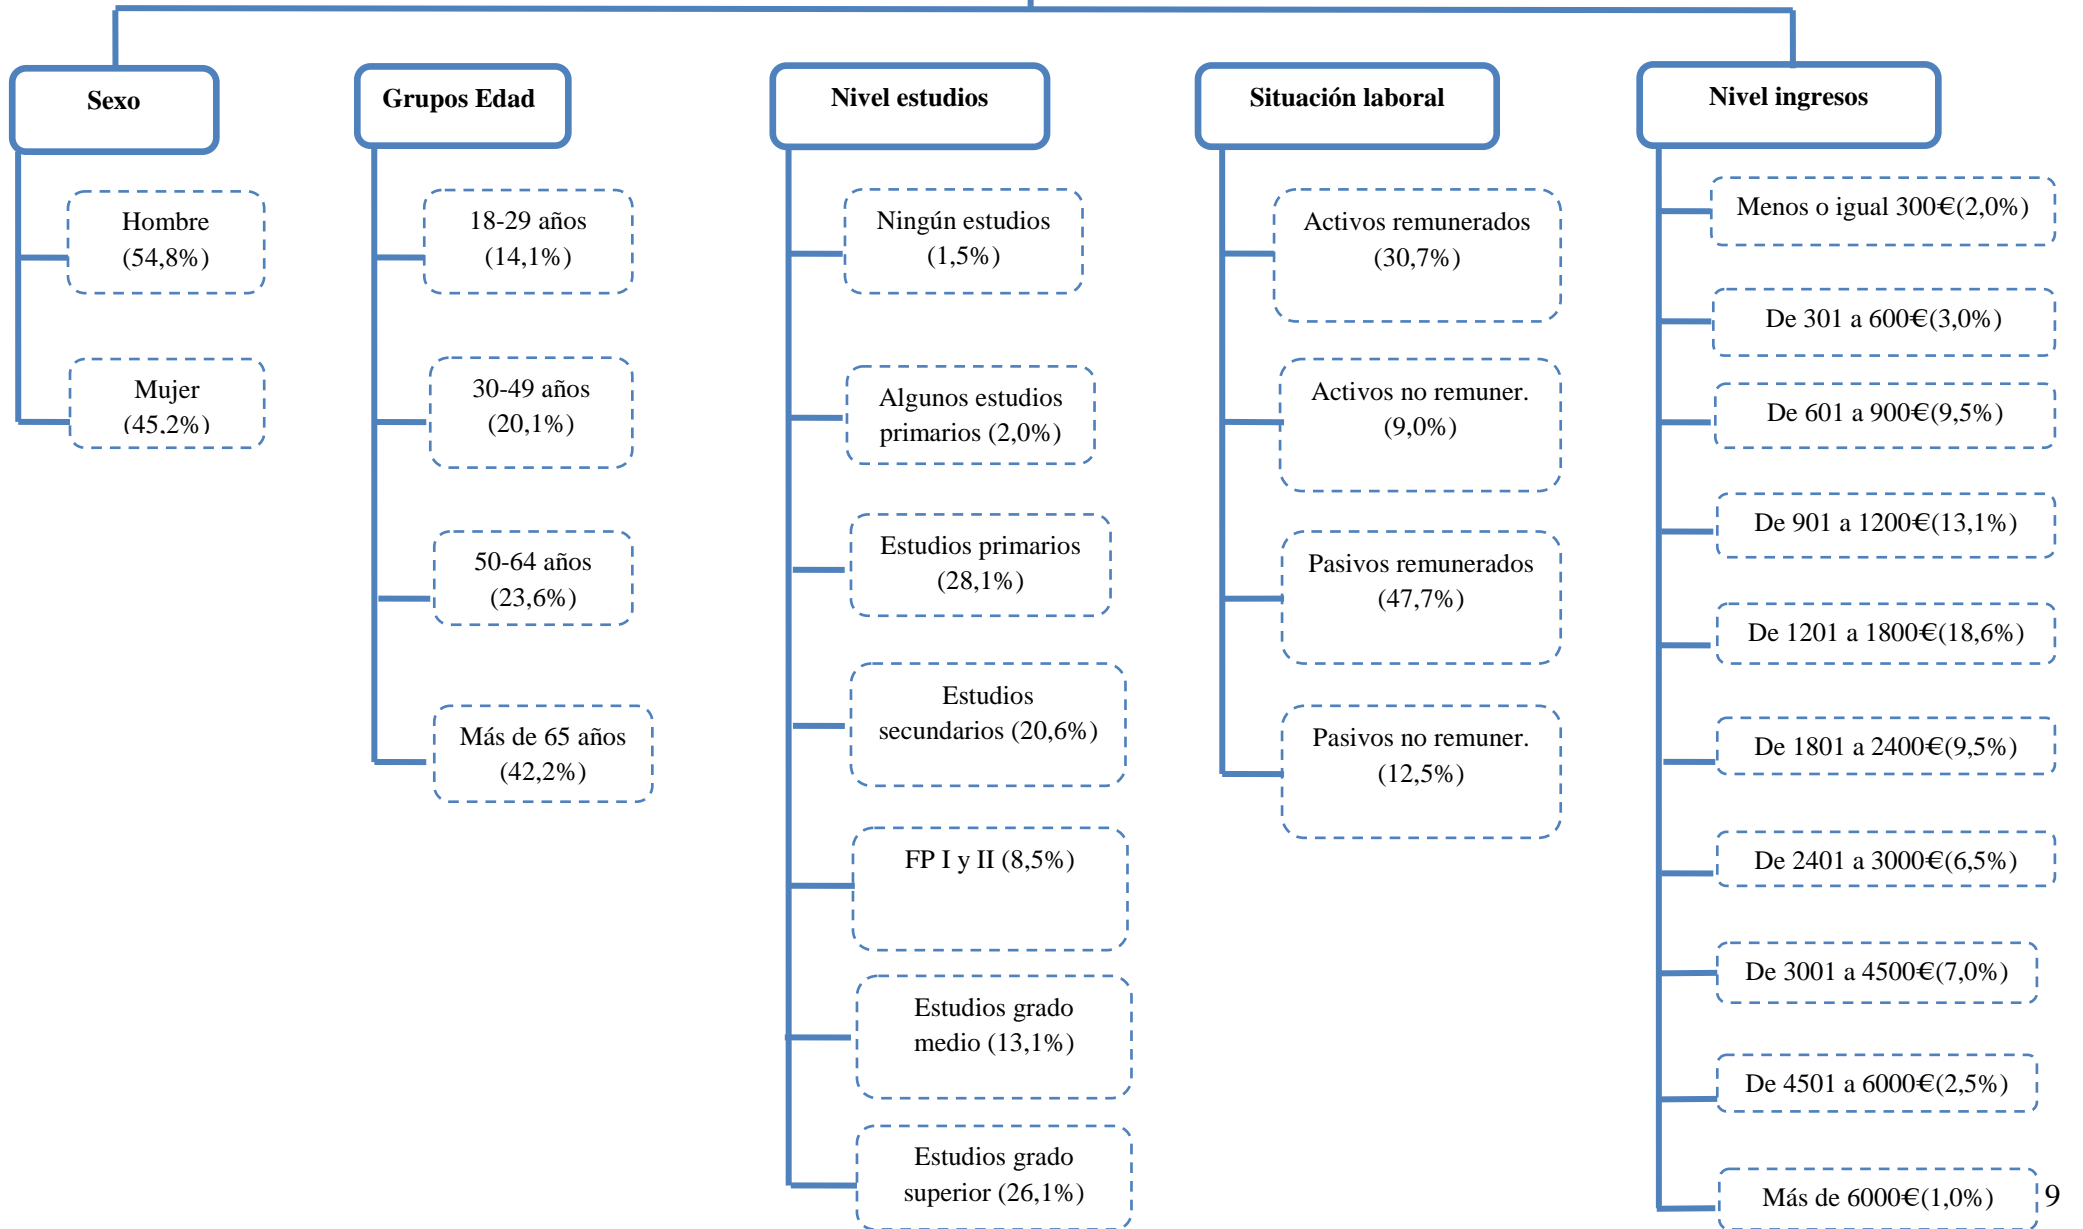 Sexo
Hombre
(54,8%)
Mujer
(45,2%)
Grupos Edad
18-29 años
(14,1%)
30-49 años
(20,1%)
50-64 años
(23,6%)
Más de 65 años
(42,2%)
Nivel estudios
Ningún estudios
(1,5%)
Algunos estudios
primarios (2,0%)
Estudios primarios
(28,1%)
Estudios
secundarios (20,6%)
FP I y II (8,5%)
Estudios grado
medio (13,1%)
Estudios grado
superior (26,1%)
Situación laboral
Activos remunerados
(30,7%)
Activos no remuner.
(9,0%)
Pasivos remunerados
(47,7%)
Pasivos no remuner.
(12,5%)
Nivel ingresos
Menos o igual 300€(2,0%)
De 301 a 600€(3,0%)
De 601 a 900€(9,5%)
De 901 a 1200€(13,1%)
De 1201 a 1800€(18,6%)
De 1801 a 2400€(9,5%)
De 2401 a 3000€(6,5%)
De 3001 a 4500€(7,0%)
De 4501 a 6000€(2,5%)
Más de 6000€(1,0%)
9